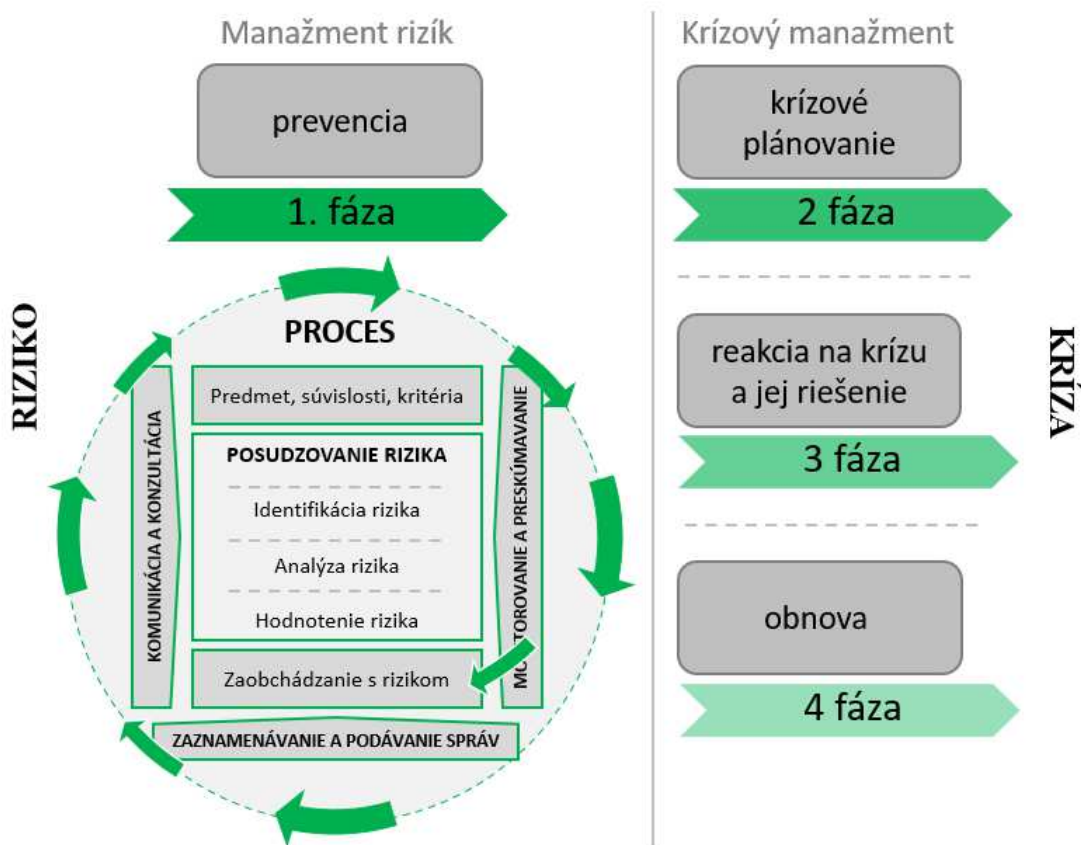 Manažment rizík
prevencia
1. fáza
RIZIKO
PROCES
Predmet, súvislosti, kritéria
POSUDZOVANIE RIZIKA
Identifikácia rizika
Analýza rizika
Hodnotenie rizika
Zaobchádzanie s rizikom
KOMUNIKÁCIA A KONZULTÁCIA
MONITOROVANIE A PRESKÚMAVANIE
ZAZNAMENÁVANIE A PODÁVANIE SPRÁV
Krízový manažment
krízové
plánovanie
2 fáza
reakcia na krízu
a jej riešenie
3 fáza
obnova
4 fáza
KRÍZA